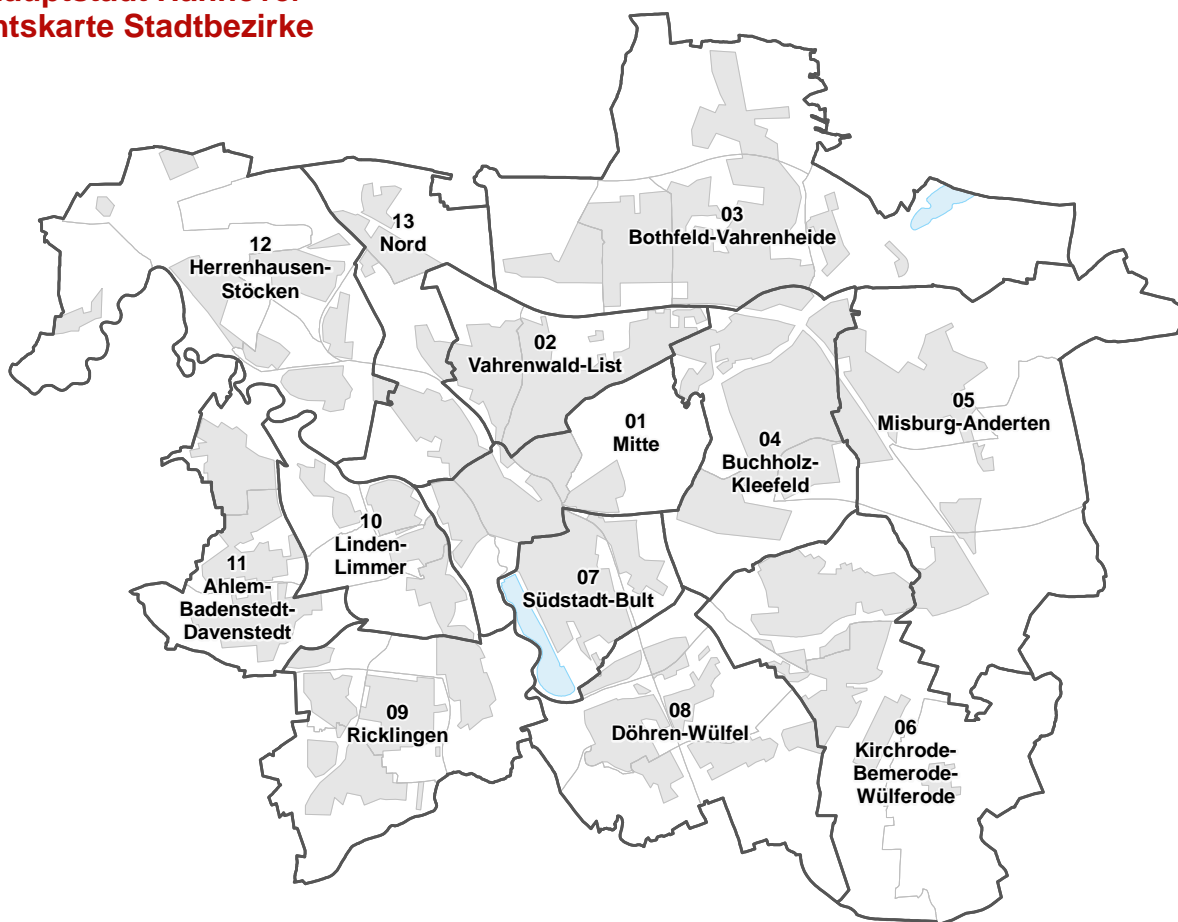 ntskarte Stadtbezirke
03
Bothfeld-Vahrenheide
13
Nord
12
Herrenhausen-
Stöcken
02
Vahrenwald-List
01
Mitte
05
Misburg-Anderten
04
Buchholz-
Kleefeld
10
Linden-
Limmer
11
Ahlem-
Badenstedt-
Davenstedt
07
Südstadt-Bult
09
Ricklingen
08
Döhren-Wülfel
06
Kirchrode-
Bemerode-
Wülferode